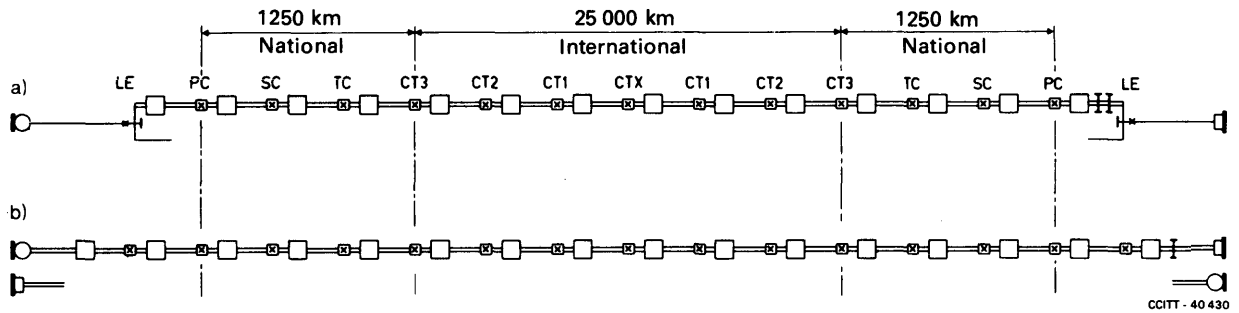 1250 km 25 000 km 1250 km
National International National
LE PC SC TC CT3 CT2 CT1 CTX CT1 CT2 CT3 TC SC PC LE
a)
b)
CCITT - 40 430